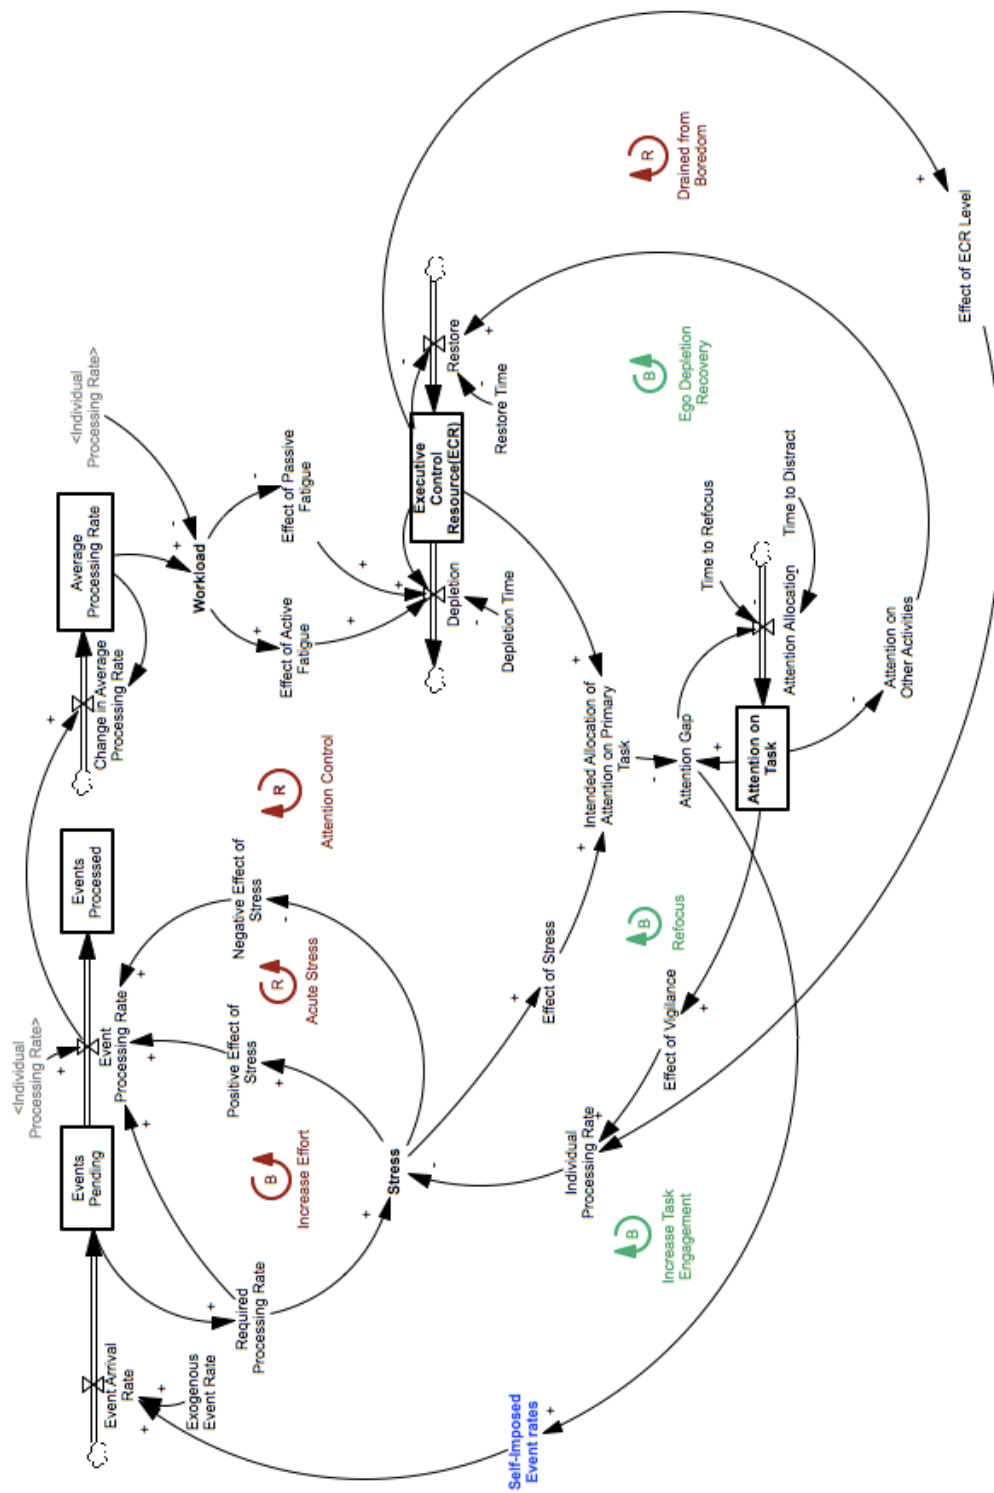 <Individual
Processing Rate>
Events
Pending
Events
Processed
Event Arrival
Rate
Event
Processing Rate
Exogenous
Event Rate
Required
Processing Rate
Change in Average
Processing Rate
Average
Processing Rate
<Individual
Processing Rate>
Workload
Positive Effect of
Stress
Negative Effect of
Stress
Effect of Active
Fatigue
Effect of Passive
Fatigue
B
Increase Effort
R
Acute Stress
R
Attention Control
Stress
Depletion
Depletion Time
Executive
Control
Resource(ECR)
Restore
Restore Time
Effect of Stress
Intended Allocation of
Attention on Primary
Task
Self-Imposed
Event rates
Individual
Processing Rate
B
Increase Task
Engagement
Effect of Vigilance
B
Refocus
Attention Gap
Attention on
Task
Time to Refocus
Attention Allocation
Time to Distract
Attention on
Other Activities
B
Ego Depletion
Recovery
R
Drained from
Boredom
Effect of ECR Level